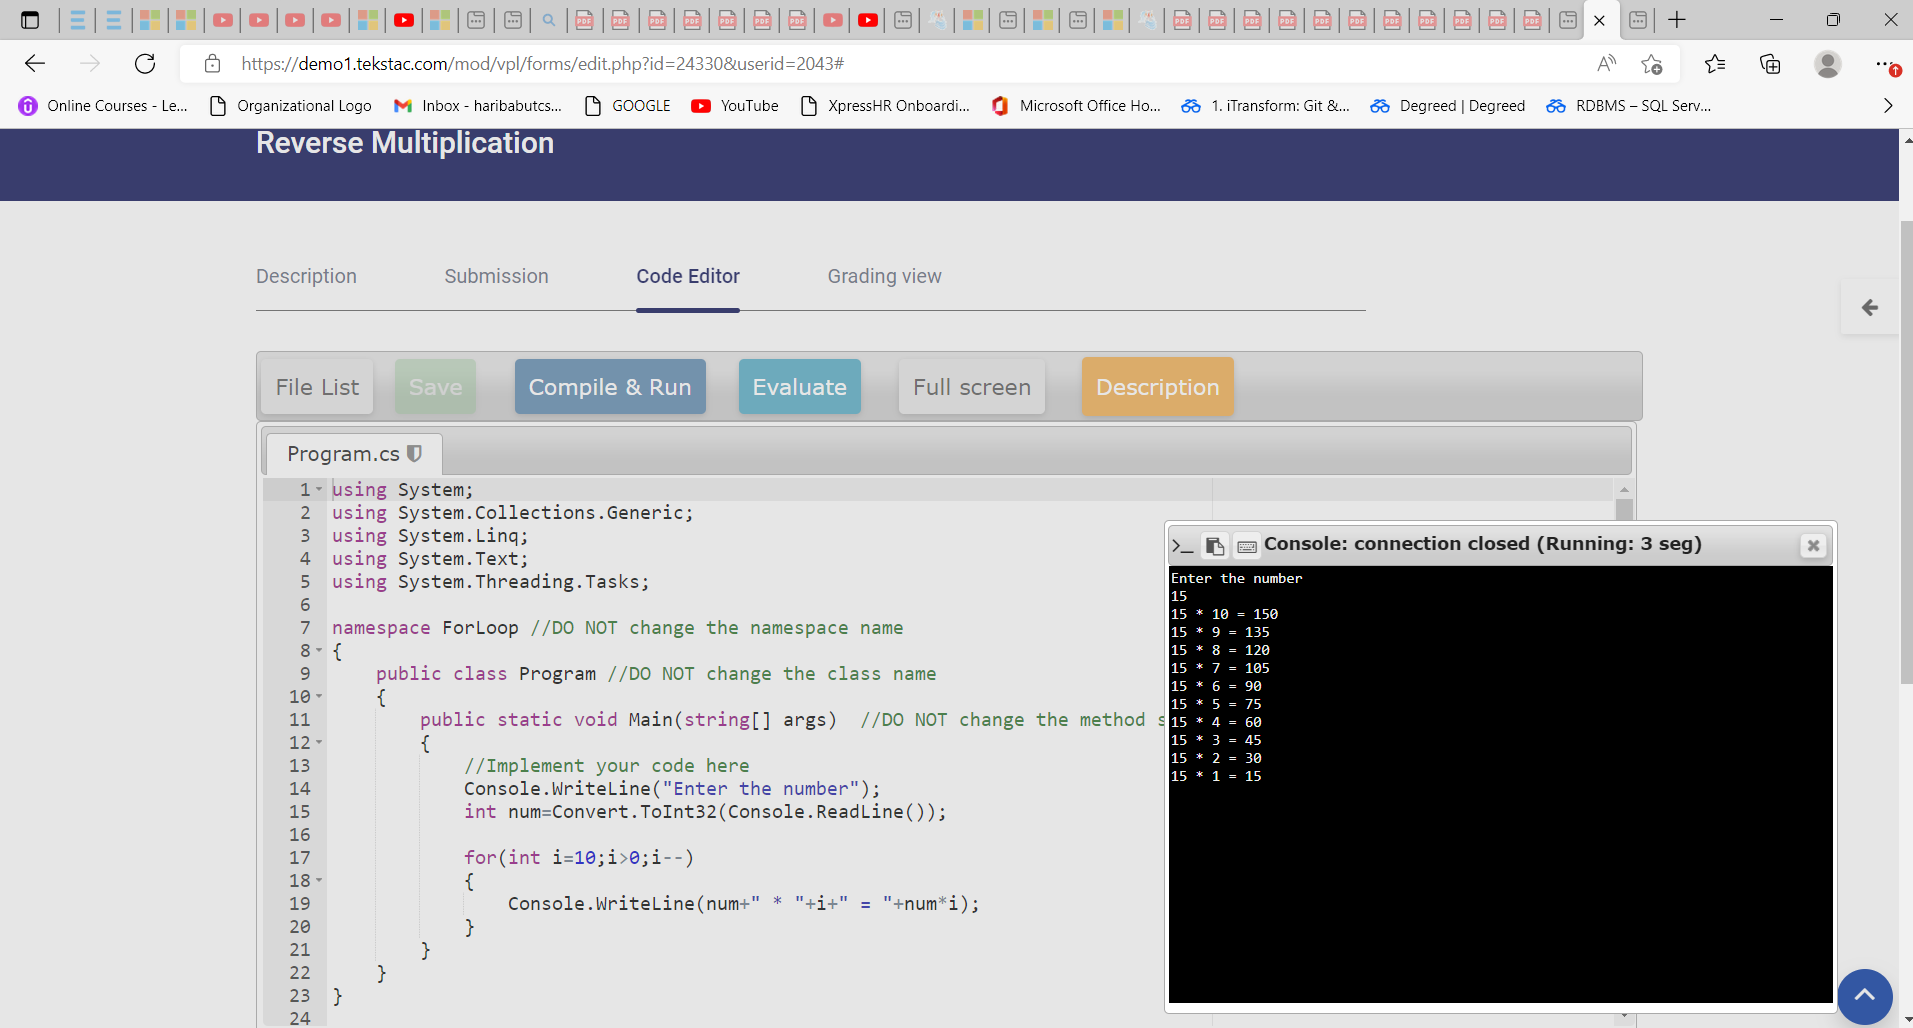 https://demo1.tekstac.com/mod/vpl/forms/edit.php?id=24330&userid=2043#
Online Courses - Le... Organizational Logo Inbox - haribabutcs... GOOGLE YouTube XpressHR Onboardi... Microsoft Office Ho... 1. iTransform: Git &... Degreed | Degreed RDBMS – SQL Serv...
Reverse Multiplication
Description Submission Code Editor Grading view
File List Save Compile & Run Evaluate Full screen Description
Program.cs
1 using System;
2 using System.Collections.Generic;
3 using System.Linq;
4 using System.Text;
5 using System.Threading.Tasks;
6
7 namespace ForLoop //DO NOT change the namespace name
8 {
9 public class Program //DO NOT change the class name
10 {
11 public static void Main(string[] args) //DO NOT change the method s
12 {
13 //Implement your code here
14 Console.WriteLine("Enter the number");
15 int num=Convert.ToInt32(Console.ReadLine());
16
17 for(int i=10;i>0;i--)
18 {
19 Console.WriteLine(num+" * "+i+" = "+num*i);
20 }
21 }
22 }
23 }
24
Console: connection closed (Running: 3 seg)
Enter the number
15
15 * 10 = 150
15 * 9 = 135
15 * 8 = 120
15 * 7 = 105
15 * 6 = 90
15 * 5 = 75
15 * 4 = 60
15 * 3 = 45
15 * 2 = 30
15 * 1 = 15